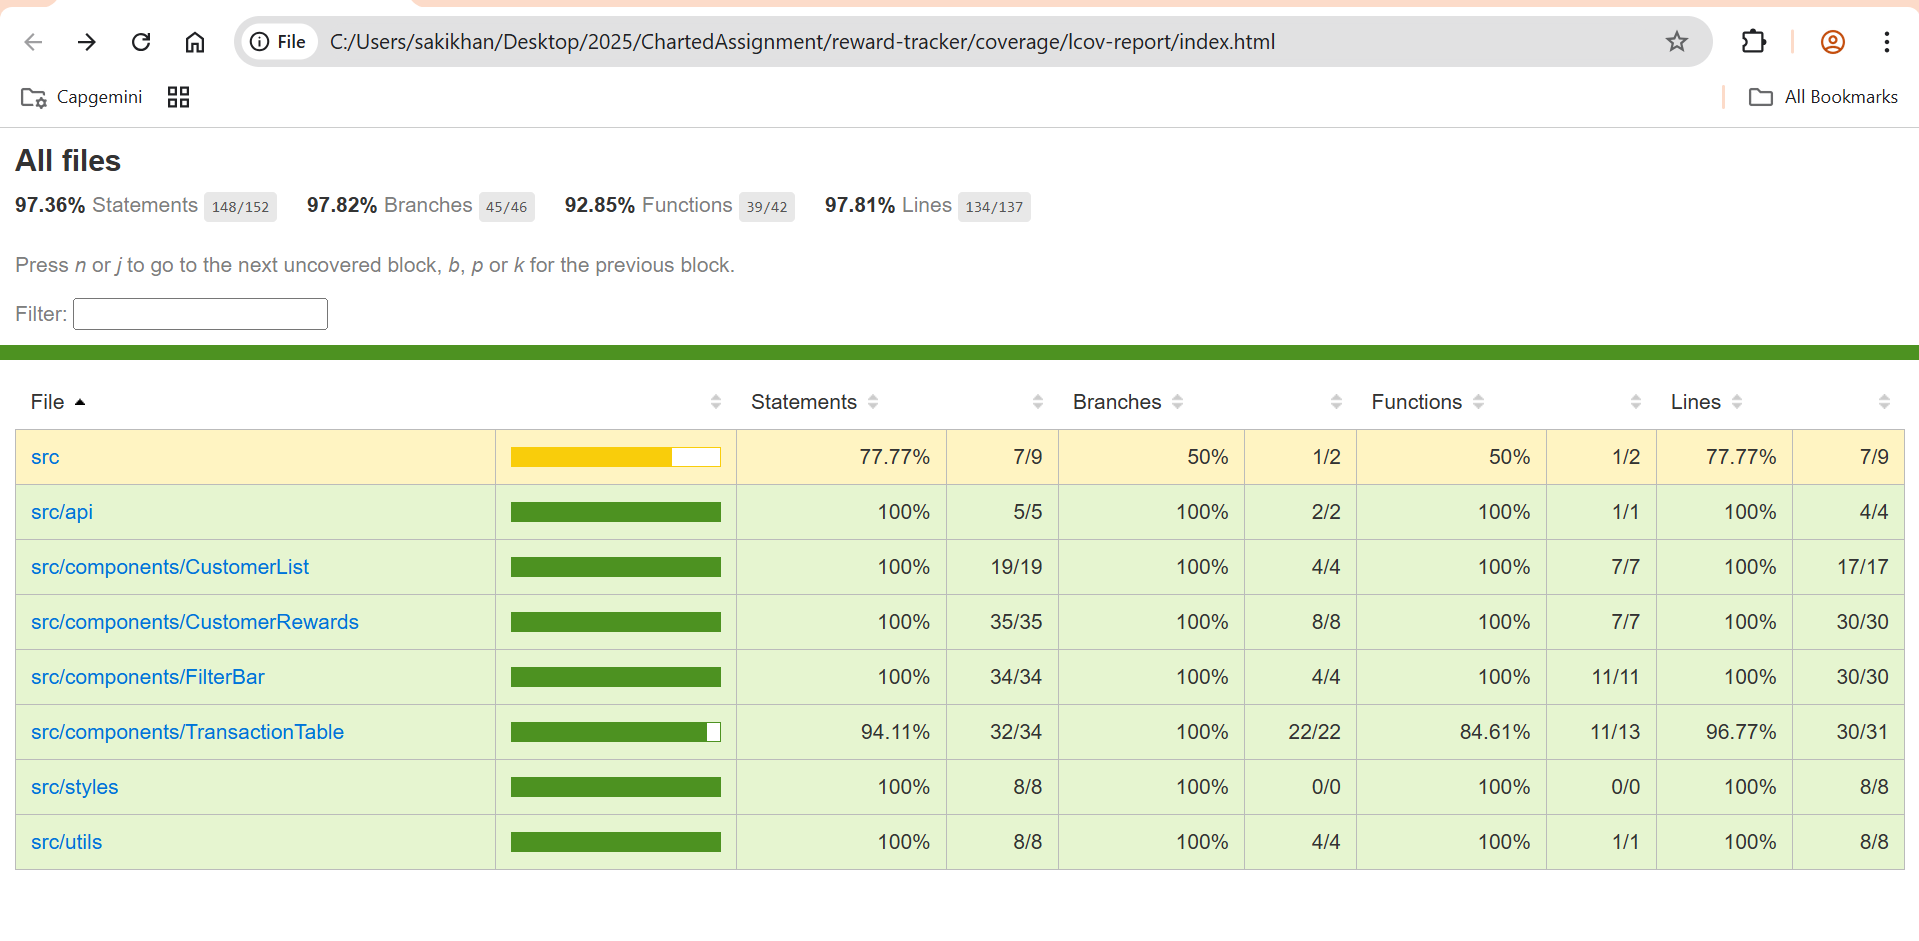 File C:/Users/sakikhan/Desktop/2025/ChartedAssignment/reward-tracker/coverage/lcov-report/index.html
Capgemini All Bookmarks
All files
97.36% Statements 148/152 97.82% Branches 45/46 92.85% Functions 39/42 97.81% Lines 134/137
Press n or j to go to the next uncovered block, b, p or k for the previous block.
Filter:
File Statements Branches Functions Lines
src 77.77% 7/9 50% 1/2 50% 1/2 77.77% 7/9
src/api 100% 5/5 100% 2/2 100% 1/1 100% 4/4
src/components/CustomerList 100% 19/19 100% 4/4 100% 7/7 100% 17/17
src/components/CustomerRewards 100% 35/35 100% 8/8 100% 7/7 100% 30/30
src/components/FilterBar 100% 34/34 100% 4/4 100% 11/11 100% 30/30
src/components/TransactionTable 94.11% 32/34 100% 22/22 84.61% 11/13 96.77% 30/31
src/styles 100% 8/8 100% 0/0 100% 0/0 100% 8/8
src/utils 100% 8/8 100% 4/4 100% 1/1 100% 8/8